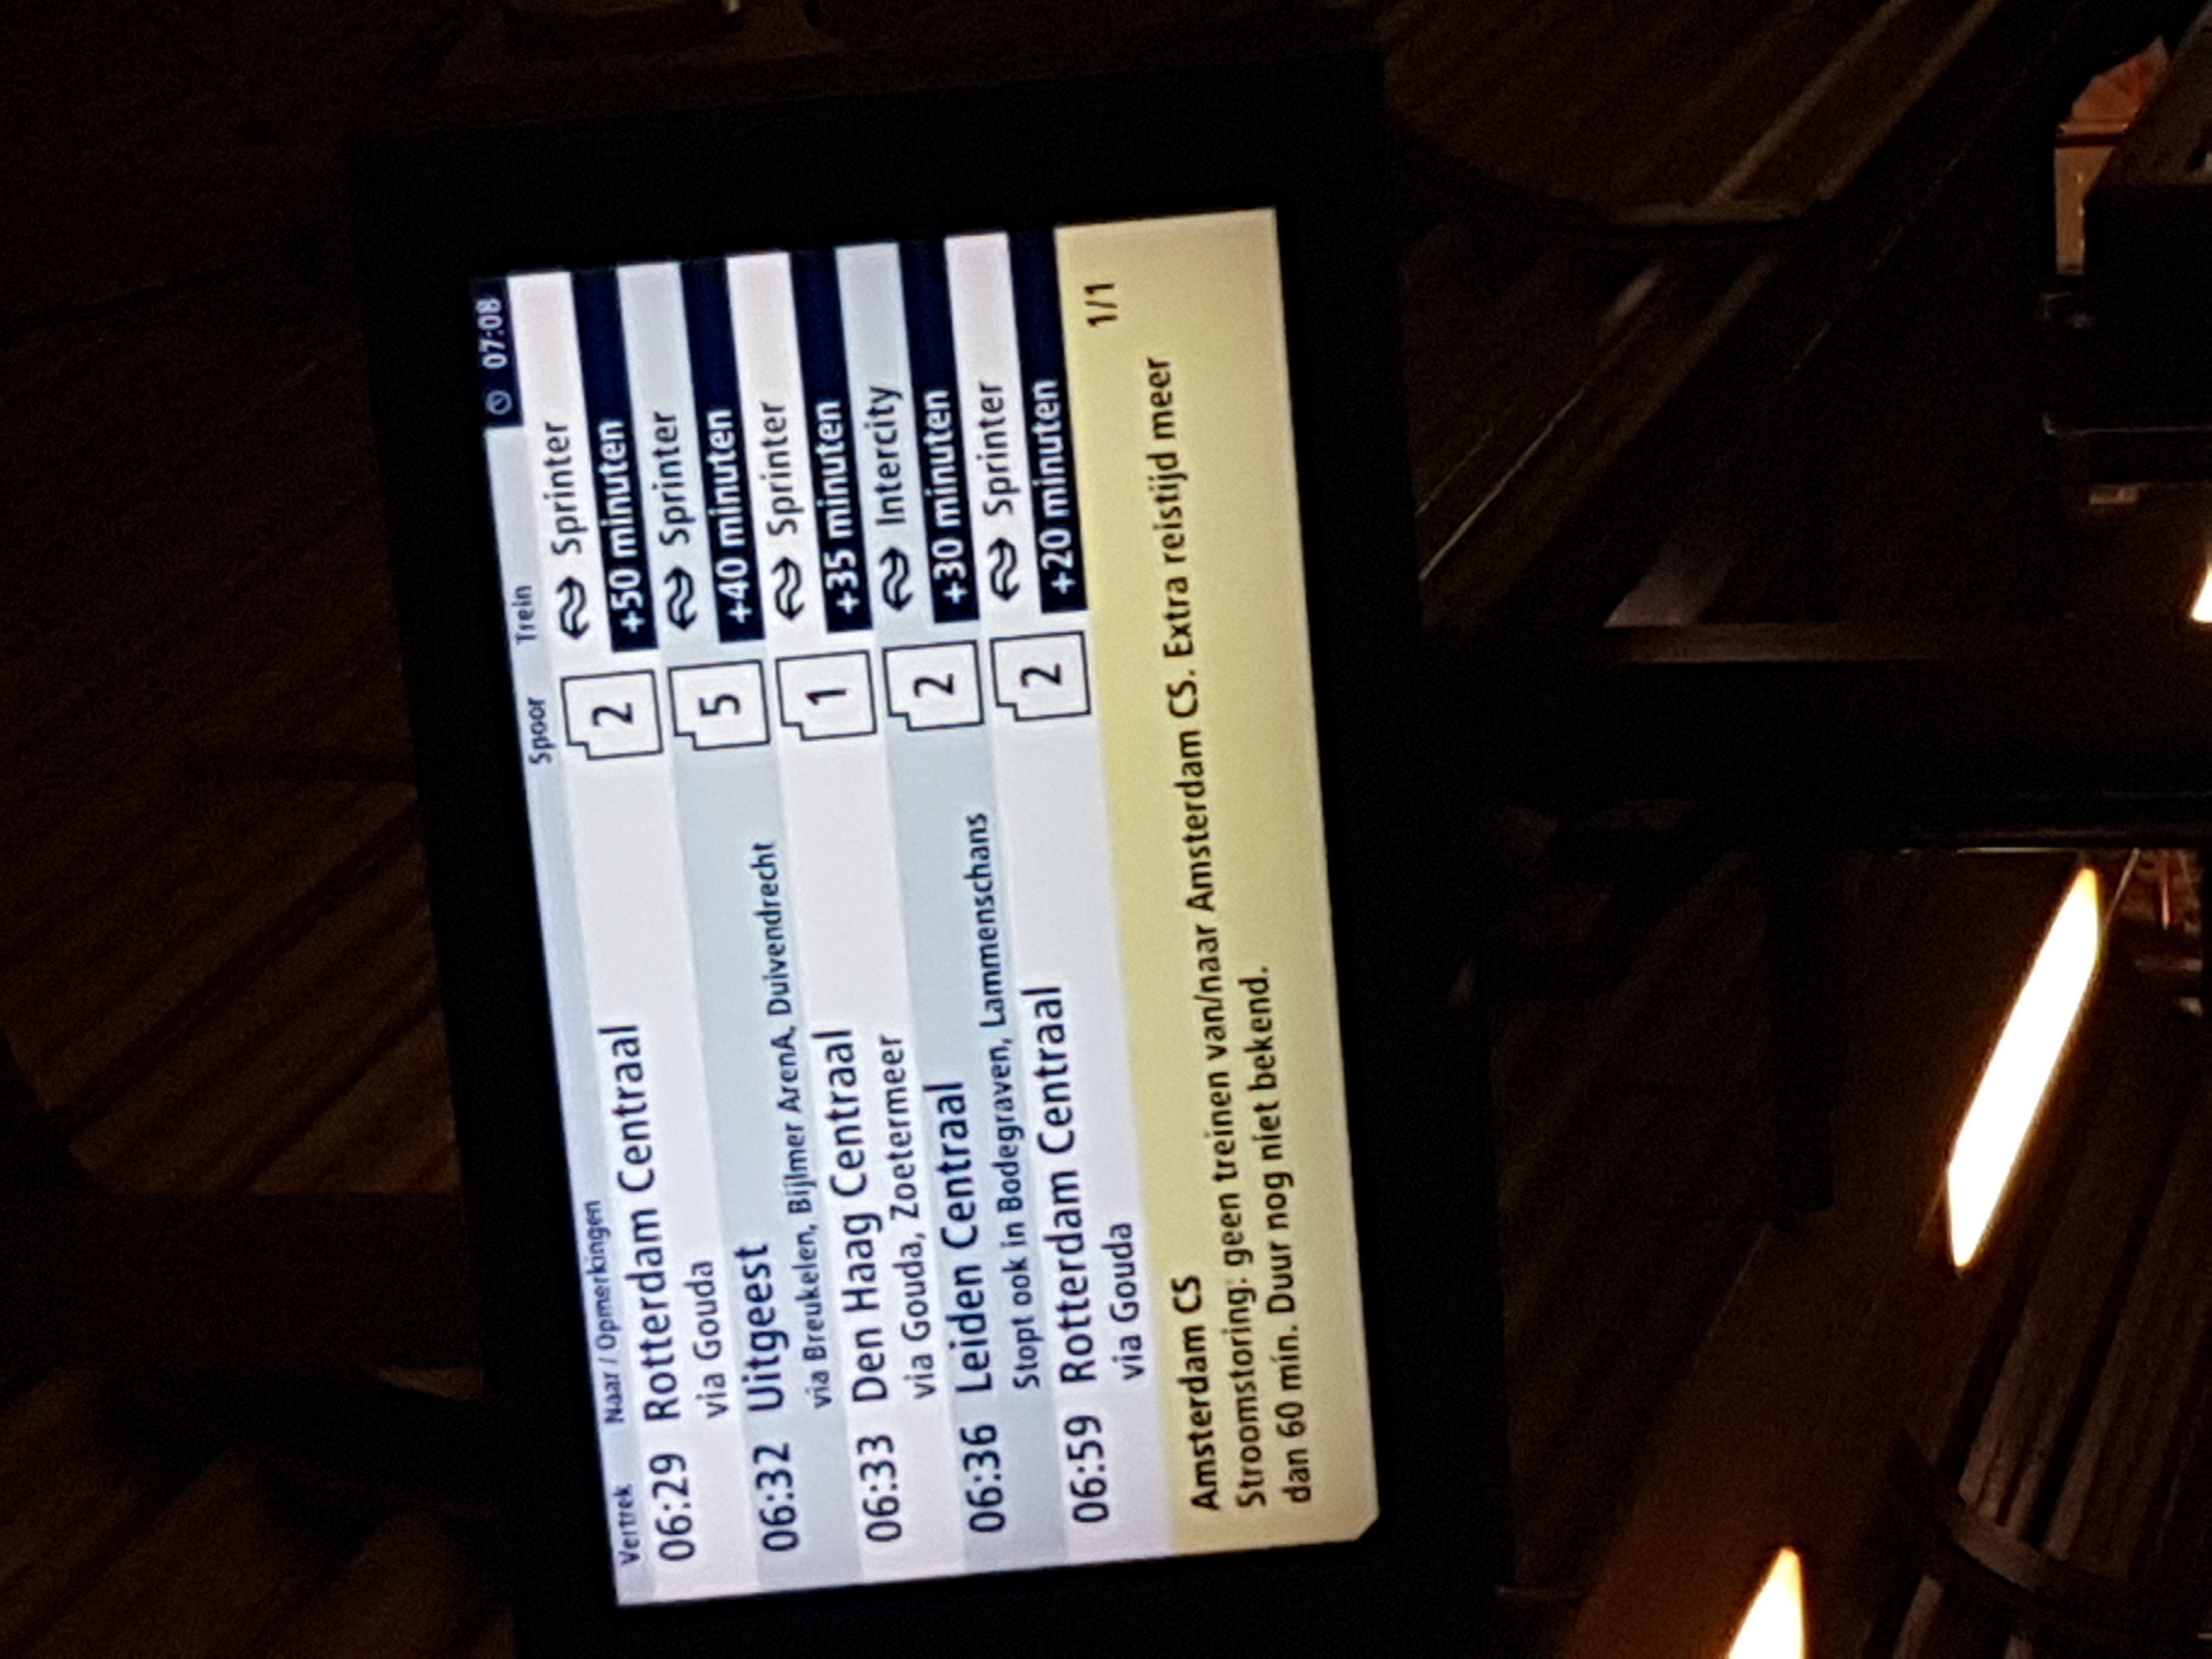 07:08
Vertrek Naar / Opmerkingen Spoor Trein
06:29 Rotterdam Centraal 2 Sprinter
via Gouda +50 minuten
06:32 Uitgeest 5 Sprinter
via Breukelen, Bijlmer ArenA, Duivendrecht +40 minuten
06:33 Den Haag Centraal 1 Sprinter
via Gouda, Zoetermeer +35 minuten
06:36 Leiden Centraal 2 Intercity
Stopt ook in Bodegraven, Lammenschans +30 minuten
06:59 Rotterdam Centraal 2 Sprinter
via Gouda +20 minuten
Amsterdam CS 1/1
Stroomstoring: geen treinen van/naar Amsterdam CS. Extra reistijd meer
dan 60 min. Duur nog niet bekend.